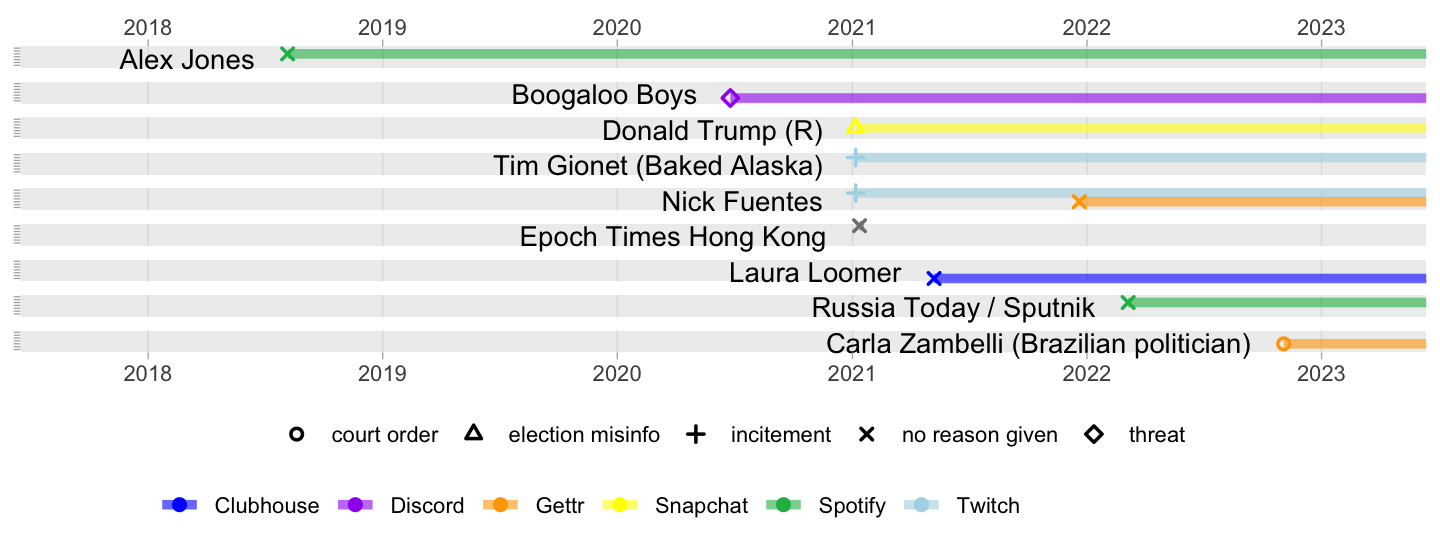 2018 2019 2020 2021 2022 2023
Alex Jones
Boogaloo Boys
Donald Trump (R)
Tim Gionet (Baked Alaska)
Nick Fuentes
Epoch Times Hong Kong
Laura Loomer
Russia Today / Sputnik
Carla Zambelli (Brazilian politician)
2018 2019 2020 2021 2022 2023
court order election misinfo incitement no reason given threat
Clubhouse Discord Gettr Snapchat Spotify Twitch